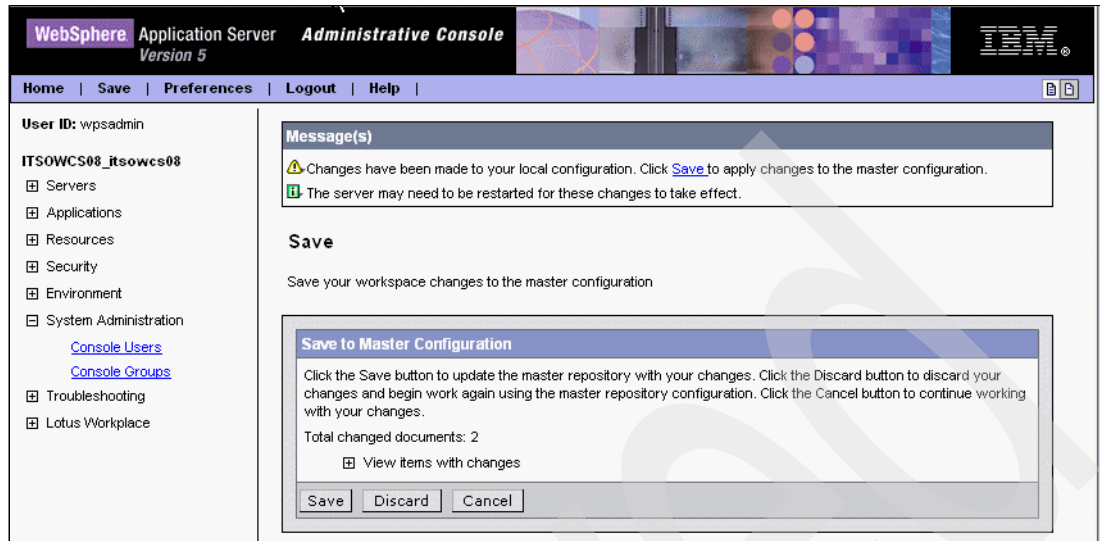 WebSphere. Application Server Administrative Console
Version 5
IBM®
Home | Save | Preferences | Logout | Help |
User ID: wpsadmin
ITSOWCS08_itsowcs08
Servers
Applications
Resources
Security
Environment
System Administration
Console Users
Console Groups
Troubleshooting
Lotus Workplace
Message(s)
Changes have been made to your local configuration. Click Save to apply changes to the master configuration.
The server may need to be restarted for these changes to take effect.
Save
Save your workspace changes to the master configuration
Save to Master Configuration
Click the Save button to update the master repository with your changes. Click the Discard button to discard your
changes and begin work again using the master repository configuration. Click the Cancel button to continue working
with your changes.
Total changed documents: 2
View items with changes
Save Discard Cancel